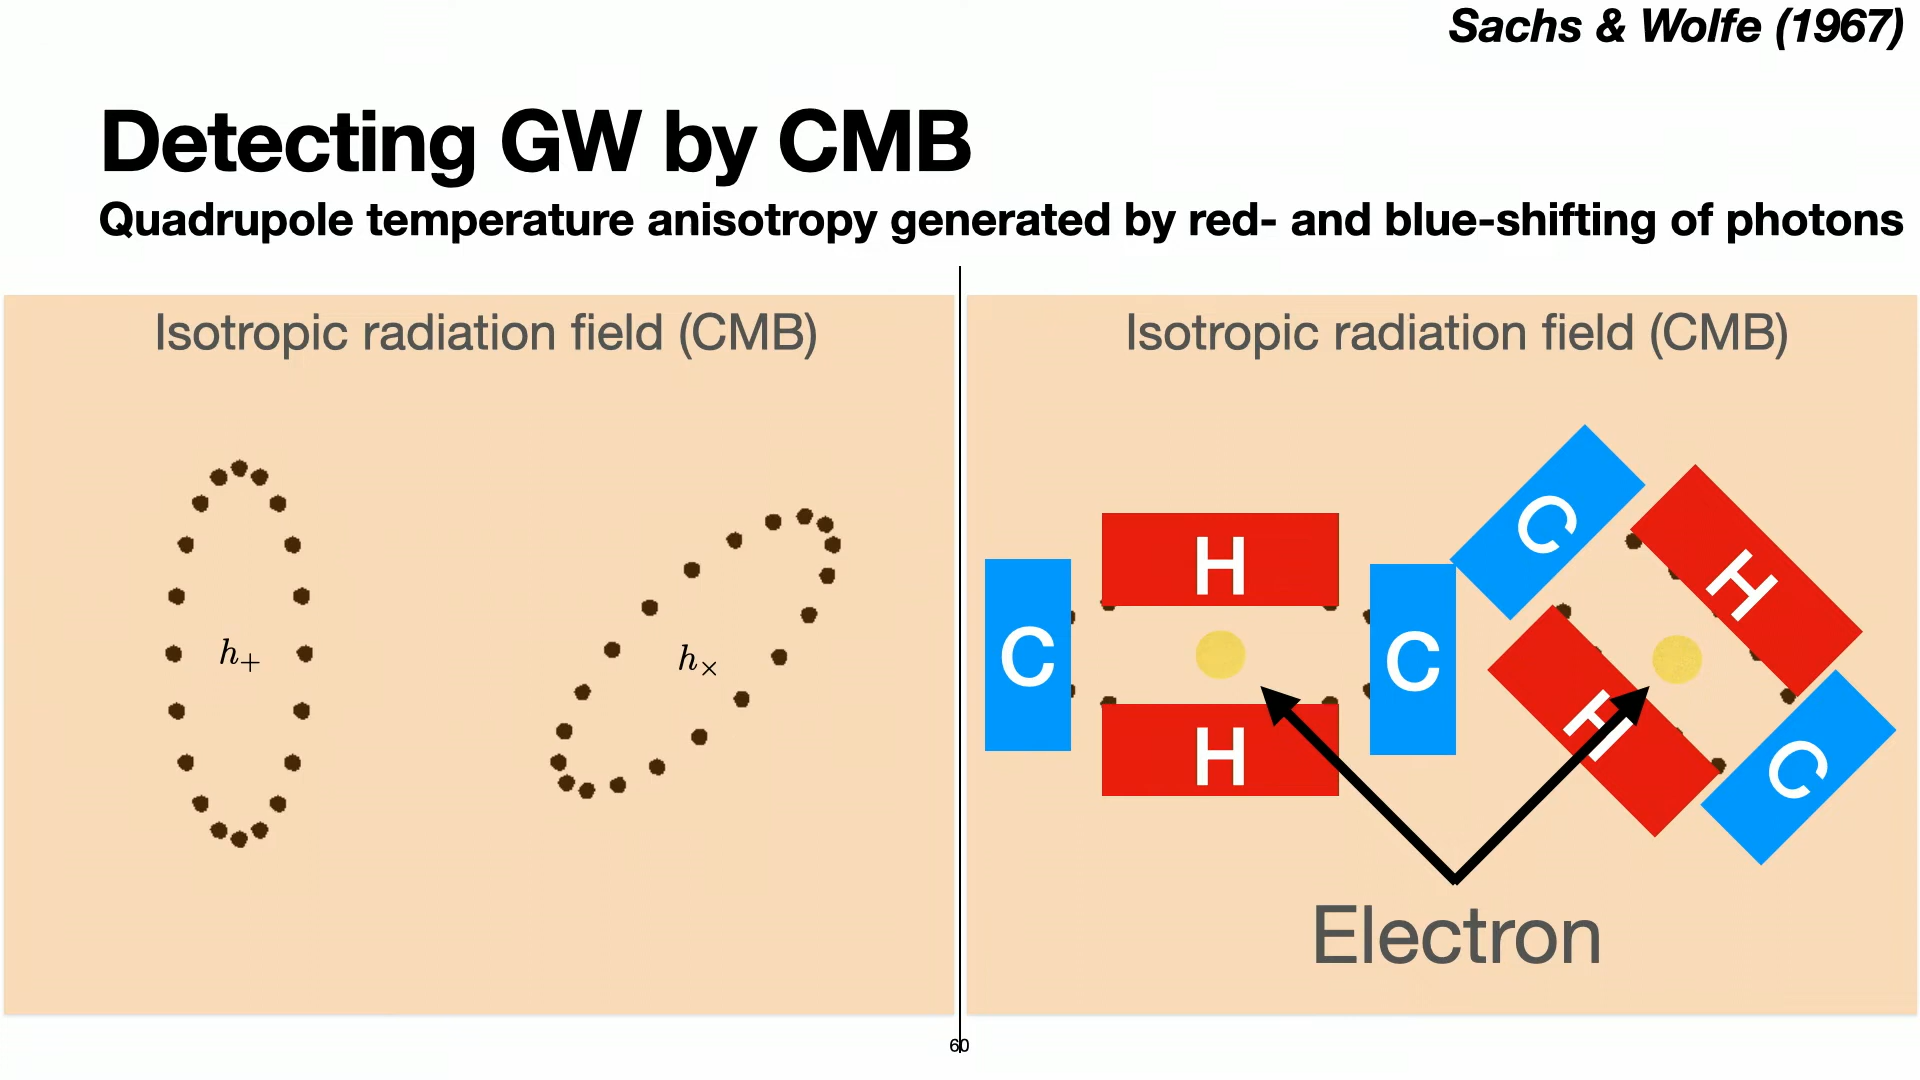 Sachs & Wolfe (1967)
Detecting GW by CMB
Quadrupole temperature anisotropy generated by red- and blue-shifting of photons
Isotropic radiation field (CMB)
h₊
h×
Isotropic radiation field (CMB)
C
H
C
H
C
H
H
C
Electron
60